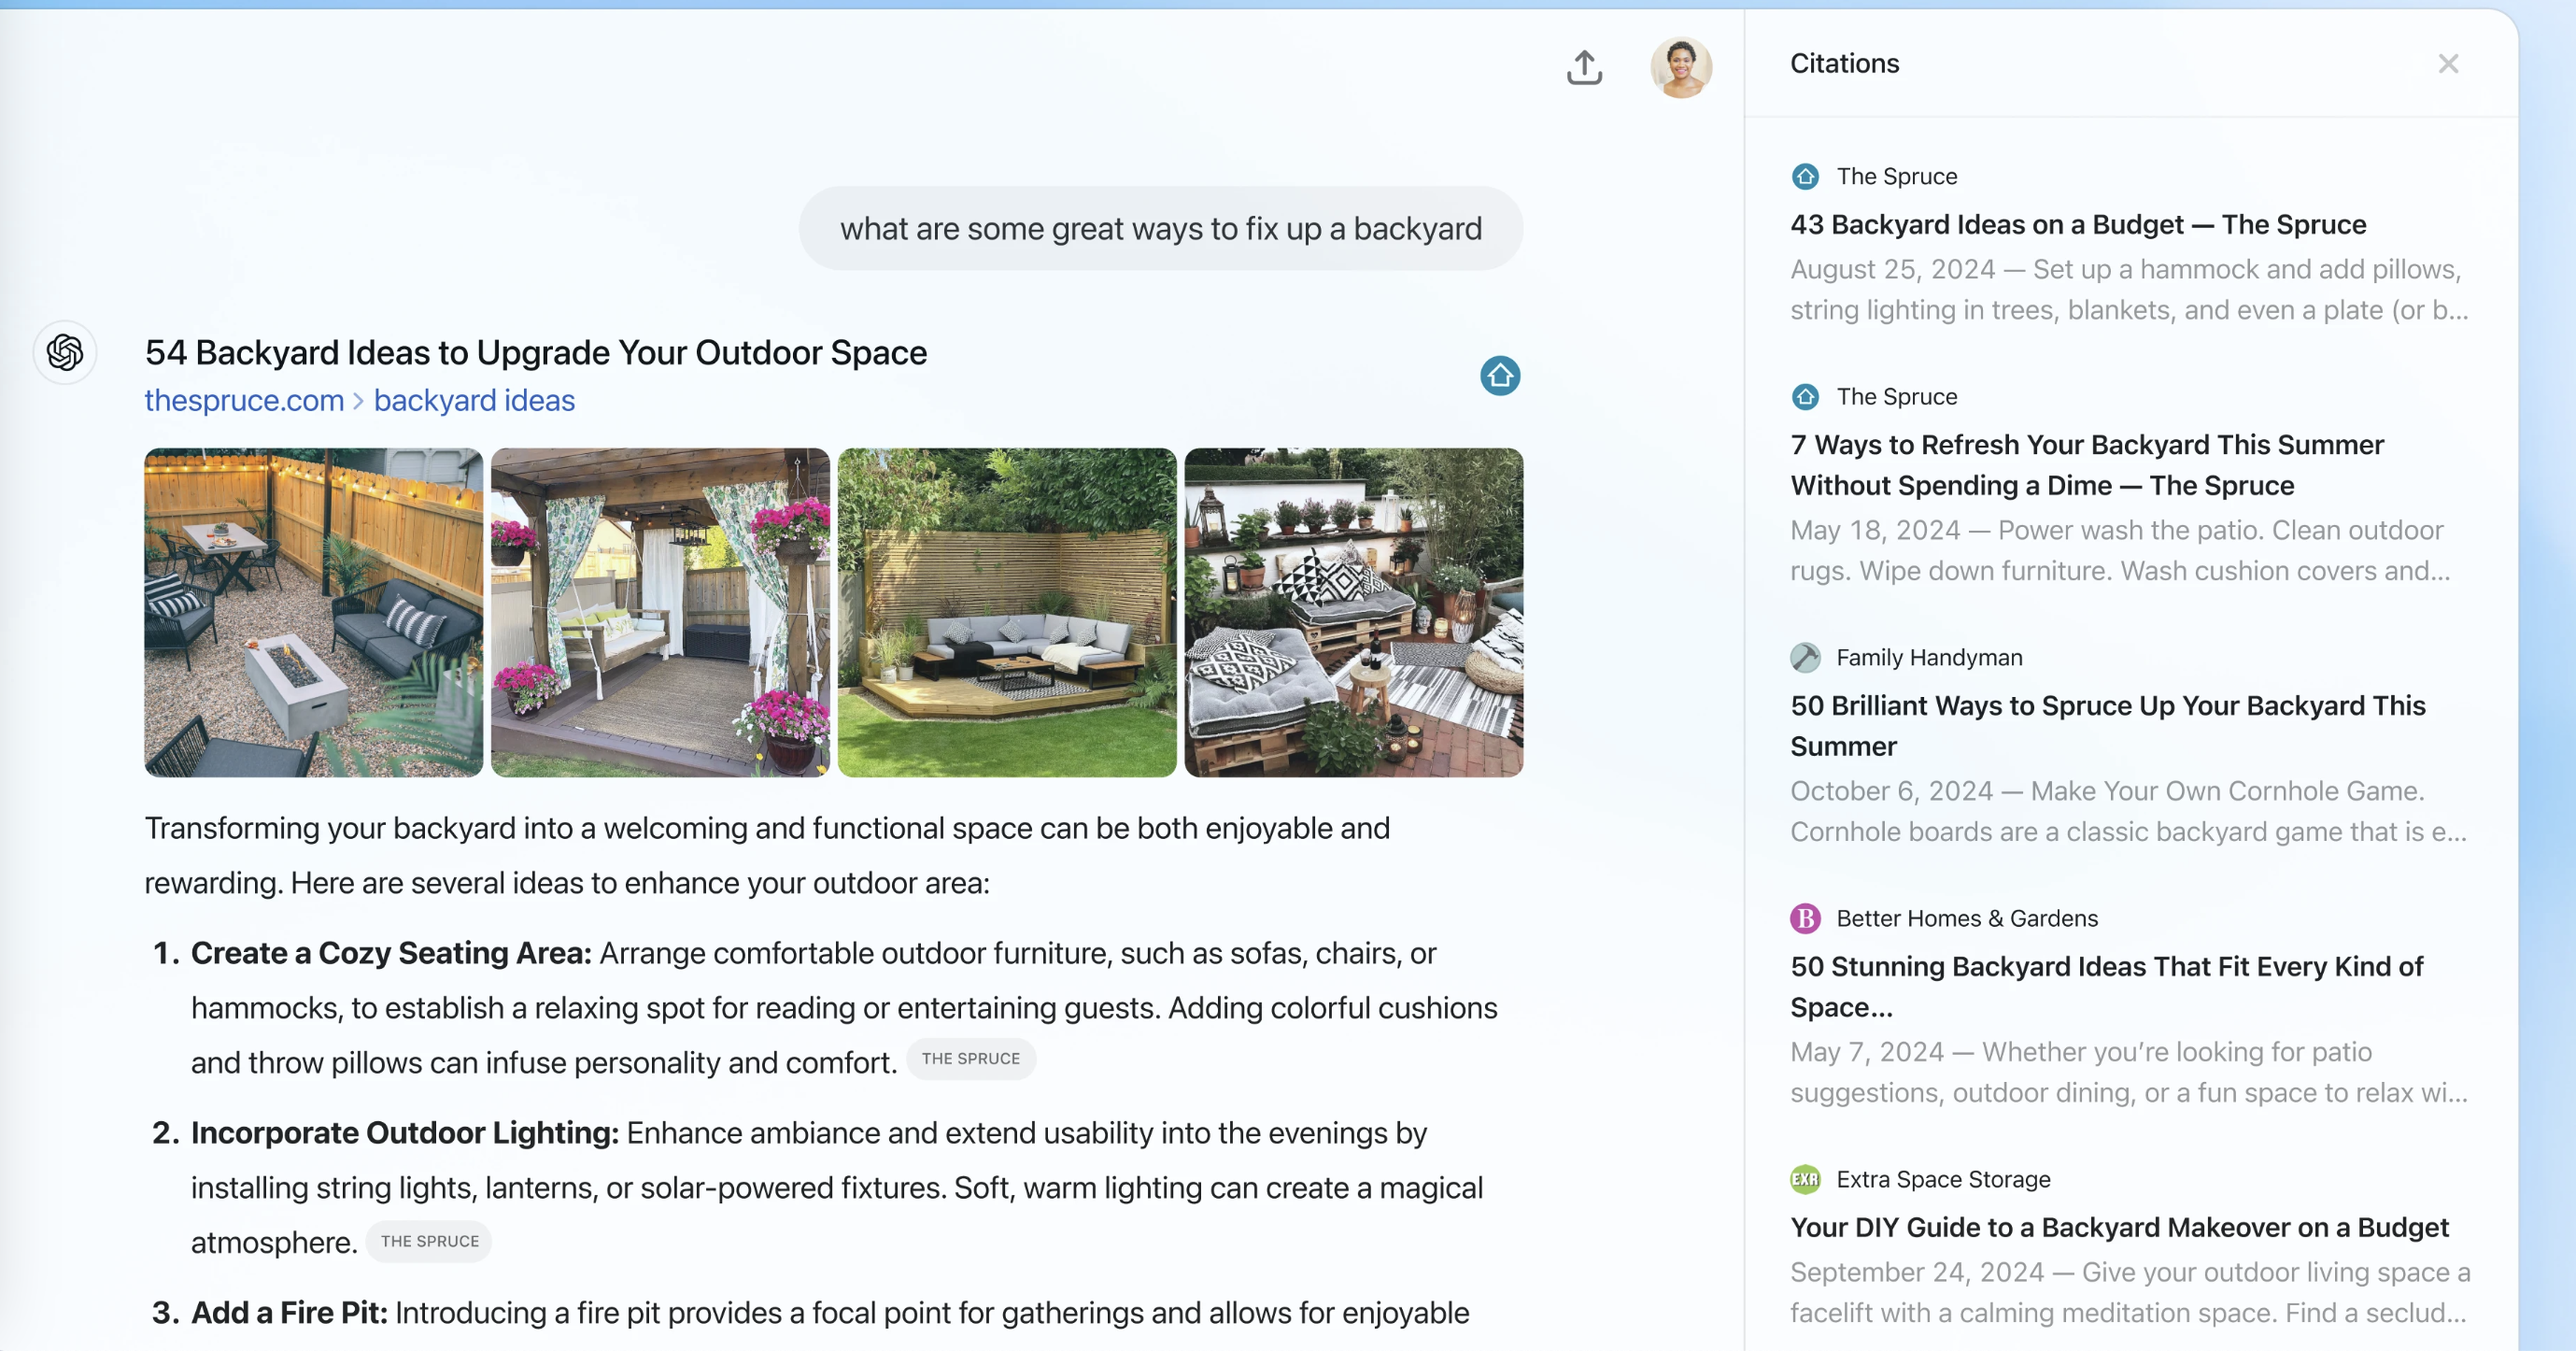 what are some great ways to fix up a backyard
54 Backyard Ideas to Upgrade Your Outdoor Space
thespruce.com > backyard ideas
Transforming your backyard into a welcoming and functional space can be both enjoyable and
rewarding. Here are several ideas to enhance your outdoor area:
1. Create a Cozy Seating Area: Arrange comfortable outdoor furniture, such as sofas, chairs, or
hammocks, to establish a relaxing spot for reading or entertaining guests. Adding colorful cushions
and throw pillows can infuse personality and comfort. THE SPRUCE
2. Incorporate Outdoor Lighting: Enhance ambiance and extend usability into the evenings by
installing string lights, lanterns, or solar-powered fixtures. Soft, warm lighting can create a magical
atmosphere. THE SPRUCE
3. Add a Fire Pit: Introducing a fire pit provides a focal point for gatherings and allows for enjoyable
Citations
The Spruce
43 Backyard Ideas on a Budget — The Spruce
August 25, 2024 — Set up a hammock and add pillows,
string lighting in trees, blankets, and even a plate (or b...
The Spruce
7 Ways to Refresh Your Backyard This Summer
Without Spending a Dime — The Spruce
May 18, 2024 — Power wash the patio. Clean outdoor
rugs. Wipe down furniture. Wash cushion covers and...
Family Handyman
50 Brilliant Ways to Spruce Up Your Backyard This
Summer
October 6, 2024 — Make Your Own Cornhole Game.
Cornhole boards are a classic backyard game that is e...
B Better Homes & Gardens
50 Stunning Backyard Ideas That Fit Every Kind of
Space...
May 7, 2024 — Whether you’re looking for patio
suggestions, outdoor dining, or a fun space to relax wi...
EXR Extra Space Storage
Your DIY Guide to a Backyard Makeover on a Budget
September 24, 2024 — Give your outdoor living space a
facelift with a calming meditation space. Find a seclud...